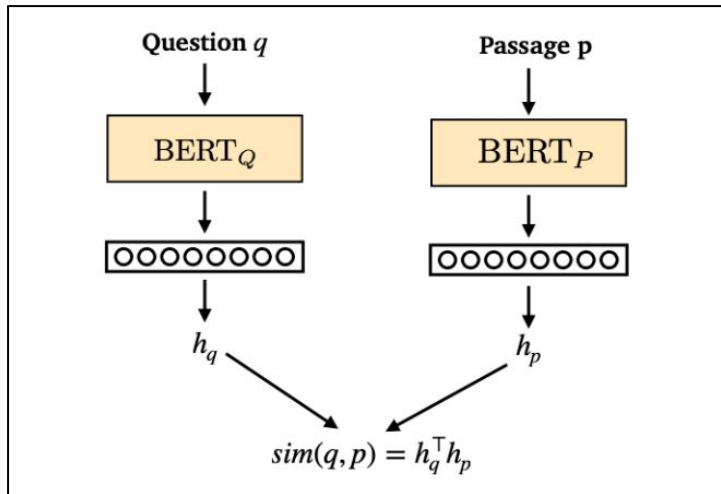 Question q
Passage p
BERT_Q
BERT_P
h_q
h_p
sim(q, p) = h_q^⊤ h_p